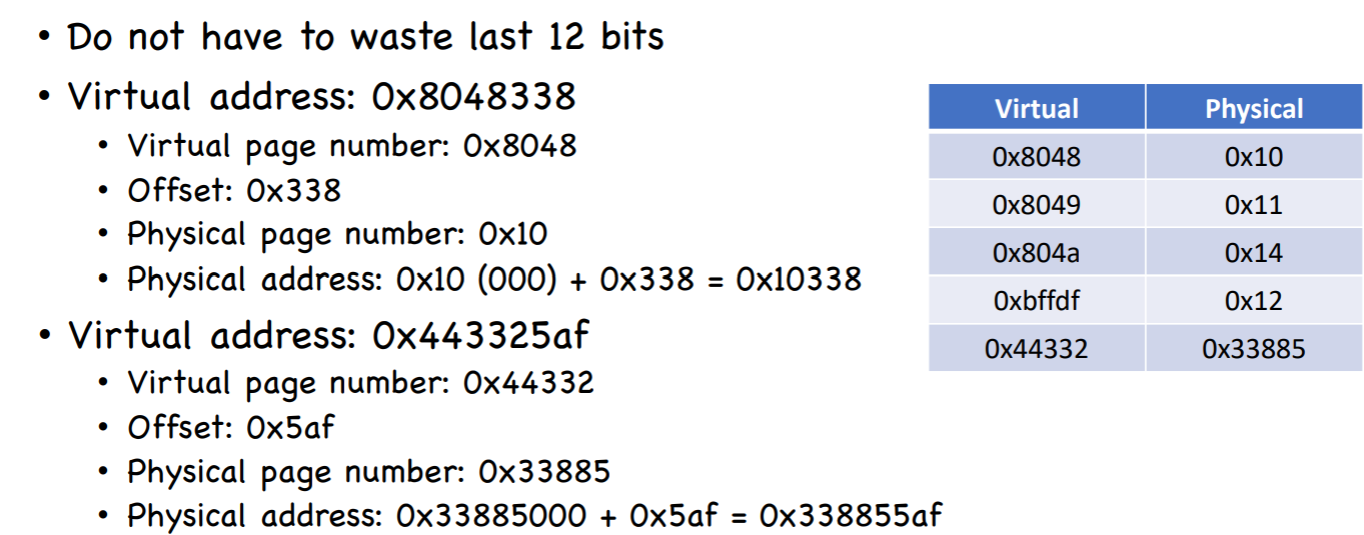 • Do not have to waste last 12 bits
• Virtual address: 0x8048338
• Virtual page number: 0x8048
• Offset: 0x338
• Physical page number: 0x10
• Physical address: 0x10 (000) + 0x338 = 0x10338
• Virtual address: 0x443325af
• Virtual page number: 0x44332
• Offset: 0x5af
• Physical page number: 0x33885
• Physical address: 0x33885000 + 0x5af = 0x338855af
Virtual Physical
0x8048 0x10
0x8049 0x11
0x804a 0x14
0xbffdf 0x12
0x44332 0x33885